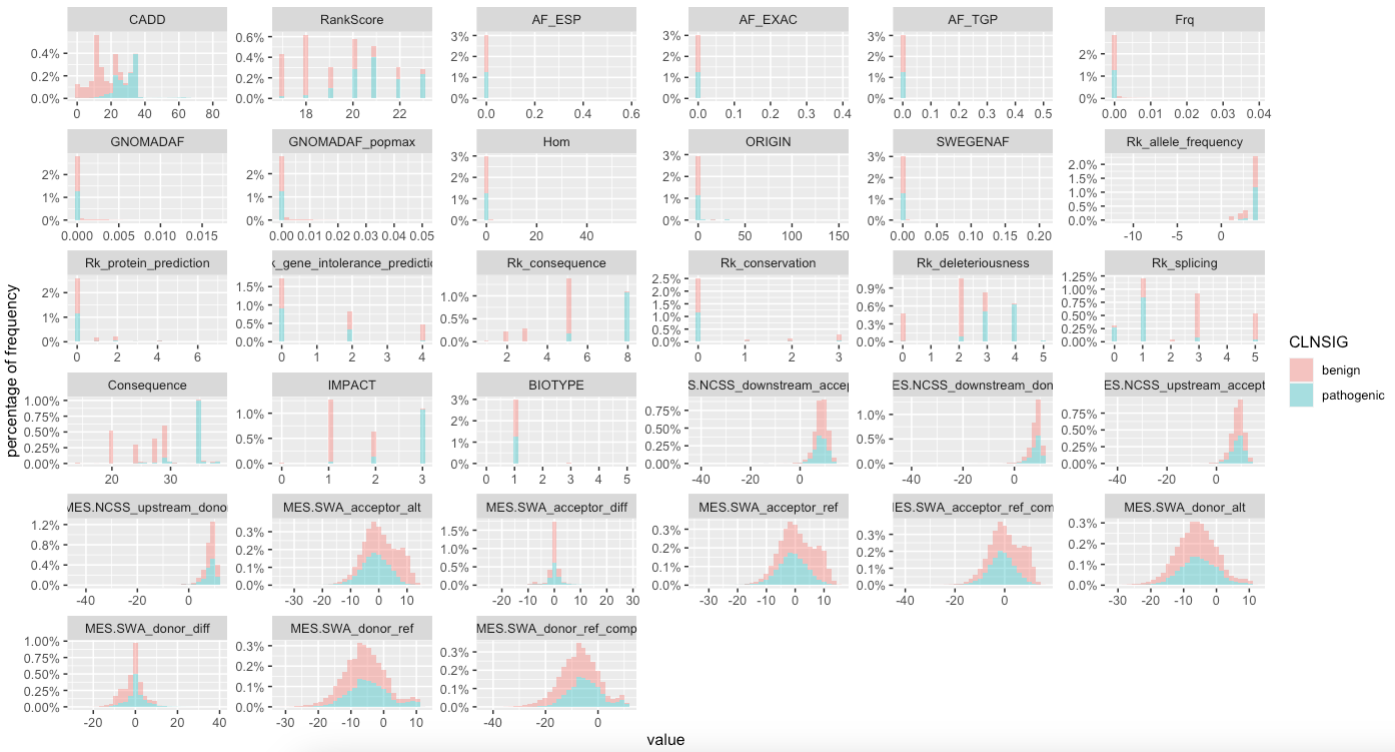 CADD
RankScore
AF_ESP
AF_EXAC
AF_TGP
Frq
0.4%
0.2%
0.0%
0 20 40 60 80
0.6%
0.4%
0.2%
0.0%
18 20 22
3%
2%
1%
0%
0.0 0.2 0.4 0.6
3%
2%
1%
0%
0.0 0.1 0.2 0.3 0.4
3%
2%
1%
0%
0.0 0.1 0.2 0.3 0.4 0.5
2%
1%
0%
0.00 0.01 0.02 0.03 0.04
GNOMADAF
GNOMADAF_popmax
Hom
ORIGIN
SWEGENAF
Rk_allele_frequency
2%
1%
0%
0.000 0.005 0.010 0.015
2%
1%
0%
0.00 0.01 0.02 0.03 0.04 0.05
3%
2%
1%
0%
0 20 40
3%
2%
1%
0%
0 50 100 150
3%
2%
1%
0%
0.00 0.05 0.10 0.15 0.20
2.0%
1.5%
1.0%
0.5%
0.0%
-10 -5 0
Rk_protein_prediction
k_gene_intolerance_predictio
Rk_consequence
Rk_conservation
Rk_deleteriousness
Rk_splicing
2%
1%
0%
0 2 4 6
1.5%
1.0%
0.5%
0.0%
0 1 2 3 4
1.0%
0.5%
0.0%
2 4 6 8
2.5%
2.0%
1.5%
1.0%
0.5%
0.0%
0 1 2 3
0.9%
0.6%
0.3%
0.0%
0 1 2 3 4 5
1.25%
1.00%
0.75%
0.50%
0.25%
0.00%
0 1 2 3 4 5
Consequence
IMPACT
BIOTYPE
S.NCSS_downstream_accep
ES.NCSS_downstream_don
ES.NCSS_upstream_accept
1.00%
0.75%
0.50%
0.25%
0.00%
20 30
1.0%
0.5%
0.0%
0 1 2 3
3%
2%
1%
0%
0 1 2 3 4 5
0.75%
0.50%
0.25%
0.00%
-40 -20 0
1.0%
0.5%
0.0%
-40 -20 0
0.75%
0.50%
0.25%
0.00%
-40 -20 0
MES.NCSS_upstream_dono
MES.SWA_acceptor_alt
MES.SWA_acceptor_diff
MES.SWA_acceptor_ref
MES.SWA_acceptor_ref_com
MES.SWA_donor_alt
1.2%
0.8%
0.4%
0.0%
-40 -20 0
0.3%
0.2%
0.1%
0.0%
-30 -20 -10 0 10
1.5%
1.0%
0.5%
0.0%
-20 -10 0 10 20 30
0.3%
0.2%
0.1%
0.0%
-30 -20 -10 0 10
0.3%
0.2%
0.1%
0.0%
-40 -20 0
0.3%
0.2%
0.1%
0.0%
-30 -20 -10 0 10
MES.SWA_donor_diff
MES.SWA_donor_ref
MES.SWA_donor_ref_comp
1.00%
0.75%
0.50%
0.25%
0.00%
-20 0 20 40
0.3%
0.2%
0.1%
0.0%
-30 -20 -10 0 10
0.3%
0.2%
0.1%
0.0%
-40 -20 0
percentage of frequency
value
CLNSIG
benign
pathogenic